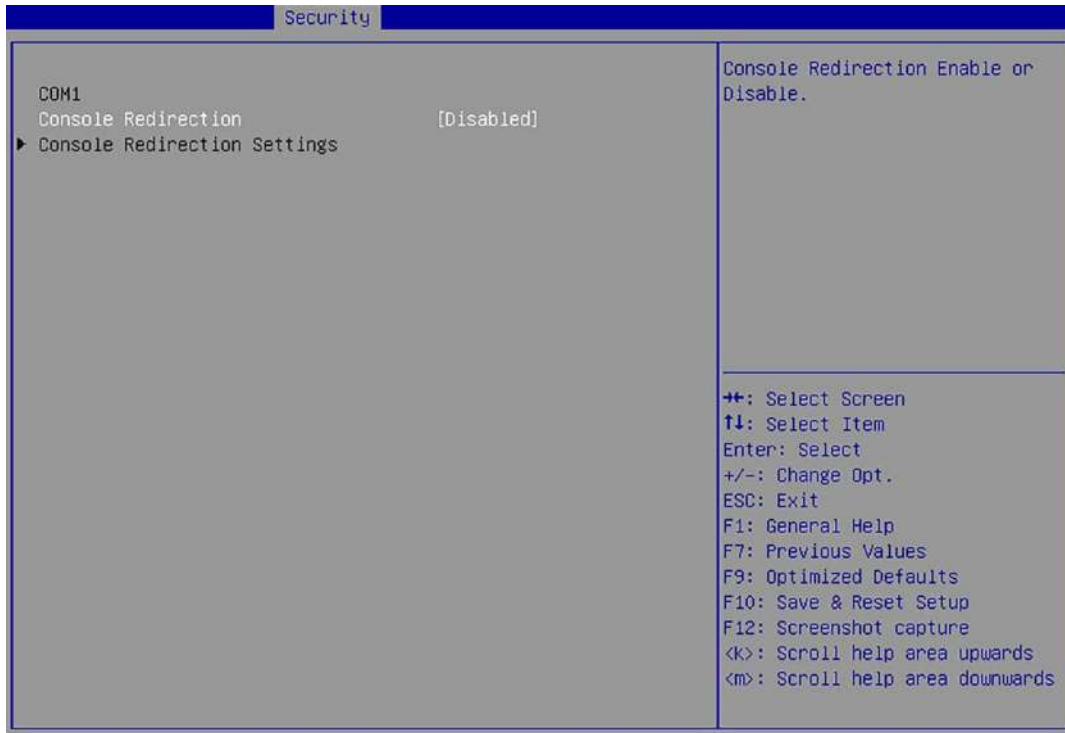 Security
COM1
Console Redirection [Disabled]
▶ Console Redirection Settings
Console Redirection Enable or
Disable.
→←: Select Screen
↑↓: Select Item
Enter: Select
+/-: Change Opt.
ESC: Exit
F1: General Help
F7: Previous Values
F9: Optimized Defaults
F10: Save & Reset Setup
F12: Screenshot capture
<k>: Scroll help area upwards
<m>: Scroll help area downwards